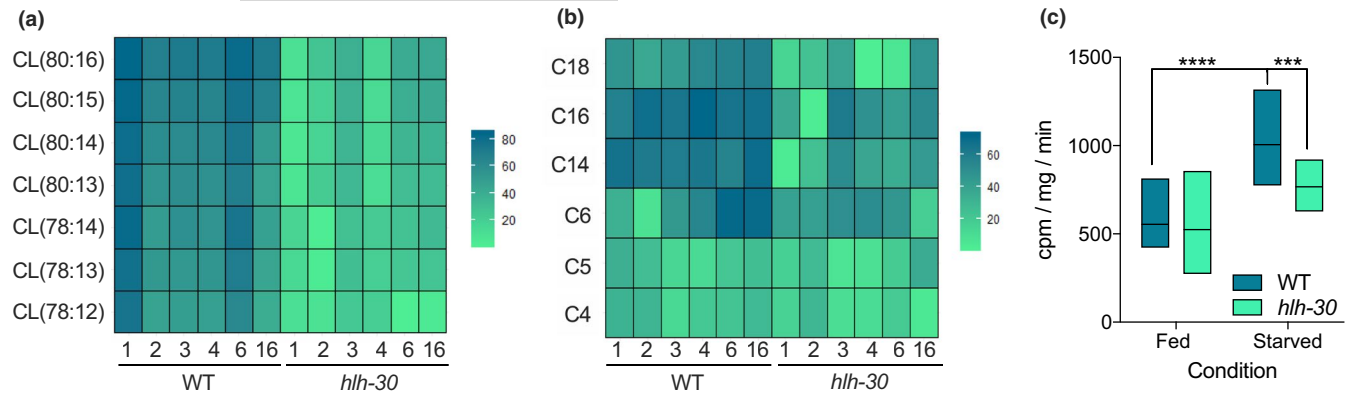 (a)
CL(80:16)
CL(80:15)
CL(80:14)
CL(80:13)
CL(78:14)
CL(78:13)
CL(78:12)
1 2 3 4 6 16 1 2 3 4 6 16
WT hlh-30
80
60
40
20
(b)
C18
C16
C14
C6
C5
C4
1 2 3 4 6 16 1 2 3 4 6 16
WT hlh-30
60
40
20
(c)
cpm / mg / min
1500
1000
500
0
**** ***
WT
hlh-30
Fed Starved
Condition